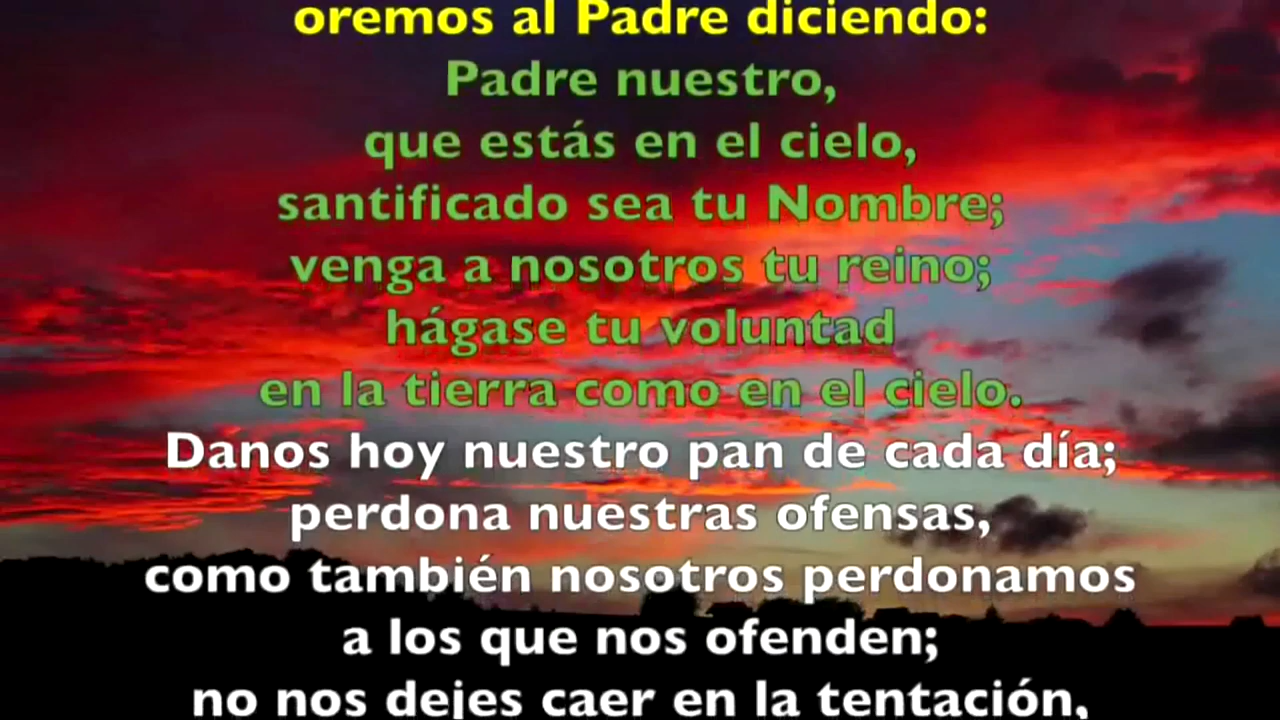 oremos al Padre diciendo:
Padre nuestro,
que estás en el cielo,
santificado sea tu Nombre;
venga a nosotros tu reino;
hágase tu voluntad
en la tierra como en el cielo.
Danos hoy nuestro pan de cada día;
perdona nuestras ofensas,
como también nosotros perdonamos
a los que nos ofenden;
no nos dejes caer en la tentación,